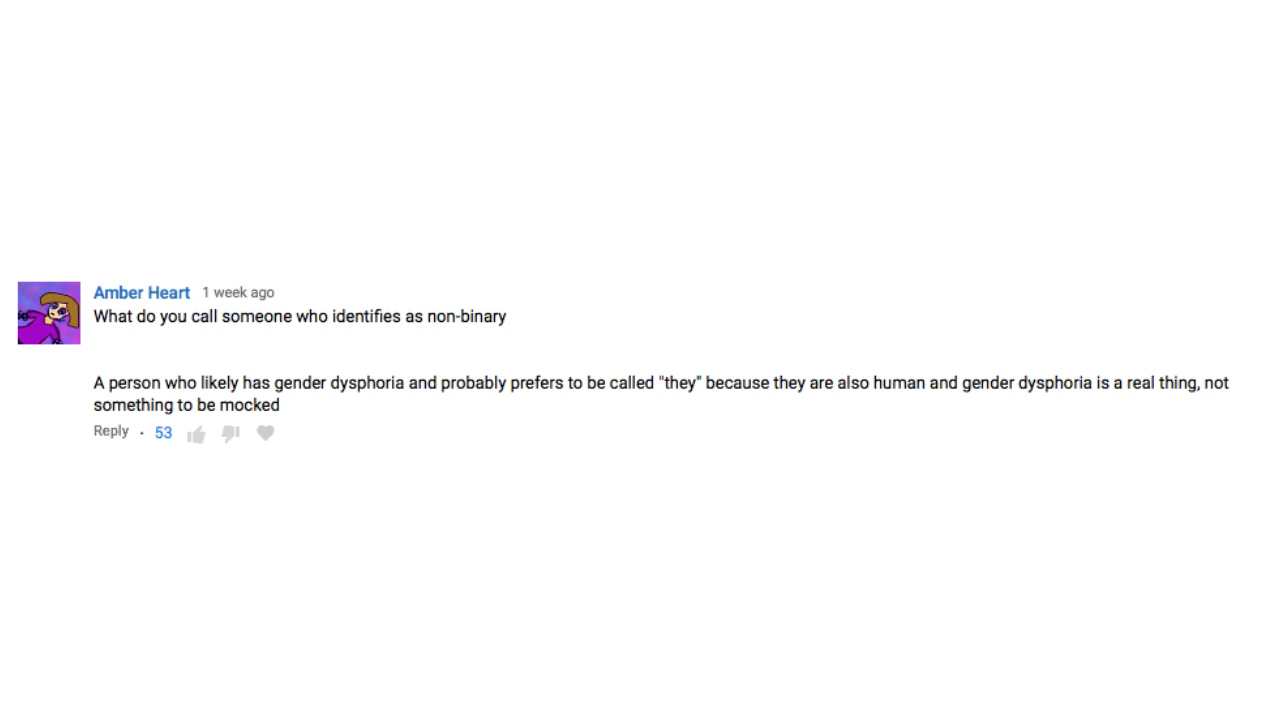 Amber Heart 1 week ago
What do you call someone who identifies as non-binary
A person who likely has gender dysphoria and probably prefers to be called "they" because they are also human and gender dysphoria is a real thing, not
something to be mocked
Reply · 53